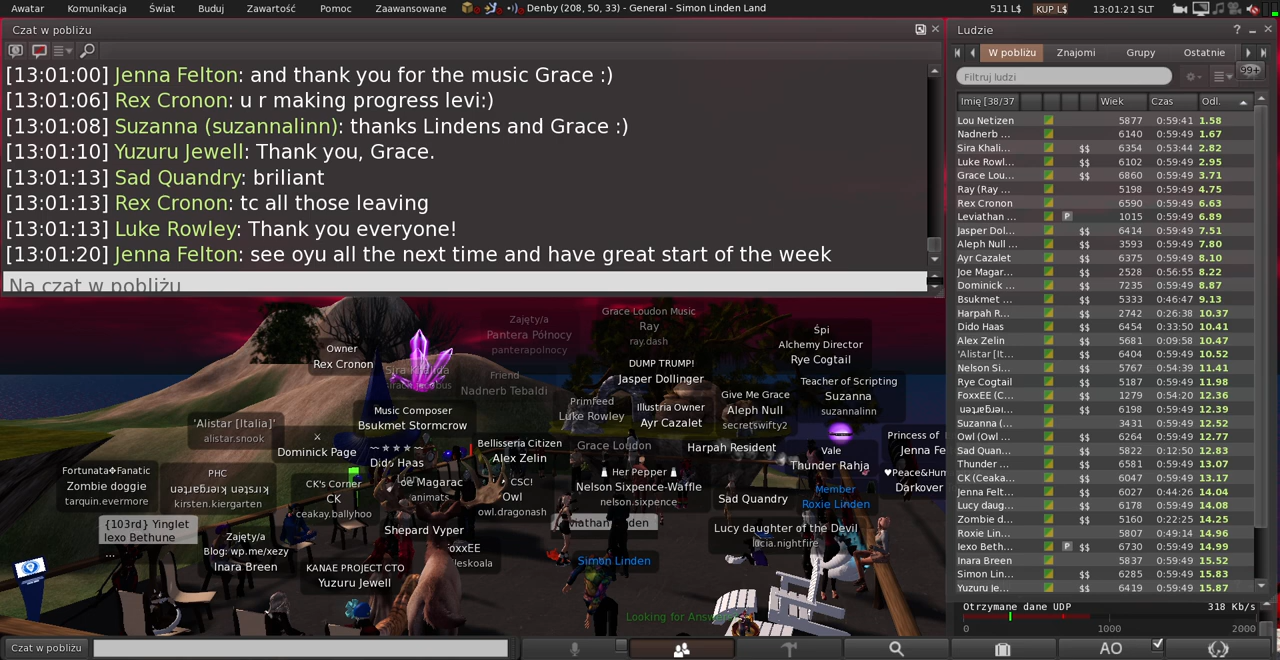 Awatar Komunikacja Świat Buduj Zawartość Pomoc Zaawansowane Denby (208, 50, 33) - General - Simon Linden Land 511 L$ KUP L$ 13:01:21 SLT
Czat w pobliżu
[13:01:00] Jenna Felton: and thank you for the music Grace :)
[13:01:06] Rex Cronon: u r making progress levi:)
[13:01:08] Suzanna (suzannalinn): thanks Lindens and Grace :)
[13:01:10] Yuzuru Jewell: Thank you, Grace.
[13:01:13] Sad Quandry: briliant
[13:01:13] Rex Cronon: tc all those leaving
[13:01:13] Luke Rowley: Thank you everyone!
[13:01:20] Jenna Felton: see oyu all the next time and have great start of the week
Na czat w pobliżu
Ludzie
W pobliżu Znajomi Grupy Ostatnie
Filtruj ludzi
99+
Imię [38/37 Wiek Czas Odl.
Lou Netizen 5877 0:59:41 1.58
Nadnerb ... 6140 0:59:49 1.67
Sira Khali... $$ 6354 0:53:44 2.82
Luke Rowl... $$ 6102 0:59:49 2.95
Grace Lou... $$ 6860 0:59:49 3.71
Ray (Ray ... 5198 0:59:49 4.75
Rex Cronon 6590 0:59:49 6.63
Leviathan ... P 1015 0:59:49 6.89
Jasper Dol... $$ 6414 0:59:49 7.51
Aleph Null ... $$ 3593 0:59:49 7.80
Ayr Cazalet $$ 6375 0:59:49 8.10
Joe Magar... $$ 2528 0:56:55 8.22
Dominick ... $$ 7235 0:59:49 8.87
Bsukmet ... $$ 5333 0:46:47 9.13
Harpah R... $$ 2742 0:26:38 10.37
Dido Haas $$ 6454 0:33:50 10.41
Alex Zelin $$ 5681 0:09:58 10.47
'Alistar [It... $$ 6404 0:59:49 10.52
Nelson Si... $$ 5767 0:54:39 11.41
Rye Cogtail $$ 5187 0:59:49 11.98
FoxxEE (C... $$ 1279 0:54:20 12.36
$$ 6198 0:59:49 12.39
Suzanna (... $$ 3431 0:59:49 12.52
Owl (Owl ... $$ 6264 0:59:49 12.77
Sad Quan... $$ 5822 0:12:50 12.83
Thunder ... $$ 6581 0:59:49 13.07
CK (Ceaka... $$ 6047 0:59:49 13.17
Jenna Felt... $$ 6027 0:44:26 14.04
Lucy daug... $$ 6178 0:59:49 14.08
Zombie d... $$ 5160 0:22:25 14.25
Roxie Lin... 5807 0:49:14 14.96
Iexo Beth... P $$ 6730 0:59:49 14.99
Inara Breen 5837 0:59:49 15.52
Simon Lin... $$ 6285 0:59:49 15.83
Yuzuru Je... $$ 6419 0:59:49 15.87
Otrzymane dane UDP 318 Kb/s
0 1000 2000
Owner
Rex Cronon
Zajęty/a
Pantera Północy
panterapolnocy
Grace Loudon Music
Ray
ray.dash
Śpi
Alchemy Director
Rye Cogtail
Friend
Nadnerb Tebaldi
DUMP TRUMP!
Jasper Dollinger
Teacher of Scripting
Suzanna
suzannalinn
Give Me Grace
Aleph Null
secretswifty2
Primfeed
Luke Rowley
Illustria Owner
Ayr Cazalet
Music Composer
Bsukmet Stormcrow
'Alistar [Italia]'
alistar.snook
Dominick Page
Dido Haas
Bellisseria Citizen
Alex Zelin
Grace Loudon
Harpah Resident
Vale
Thunder Rahja
Princess of
Jenna Fe
♥Peace&Hum
Darkover
Fortunata✤Fanatic
Zombie doggie
tarquin.evermore
PHC
kirsten.kiergarten
CK's Corner
CK
ceakay.ballyhoo
oe Magarac
animats
CSC!
Owl
owl.dragonash
Her Pepper
Nelson Sixpence-Waffle
nelson.sixpence
Sad Quandry
Member
Roxie Linden
{103rd} Yinglet
Iexo Bethune
...
Zajęty/a
Blog: wp.me/xezy
Inara Breen
Shepard Vyper
Lucy daughter of the Devil
lucia.nightfire
oxxEE
leskoala
Simon Linden
KANAE PROJECT CTO
Yuzuru Jewell
Looking for Answ
Czat w pobliżu
AO